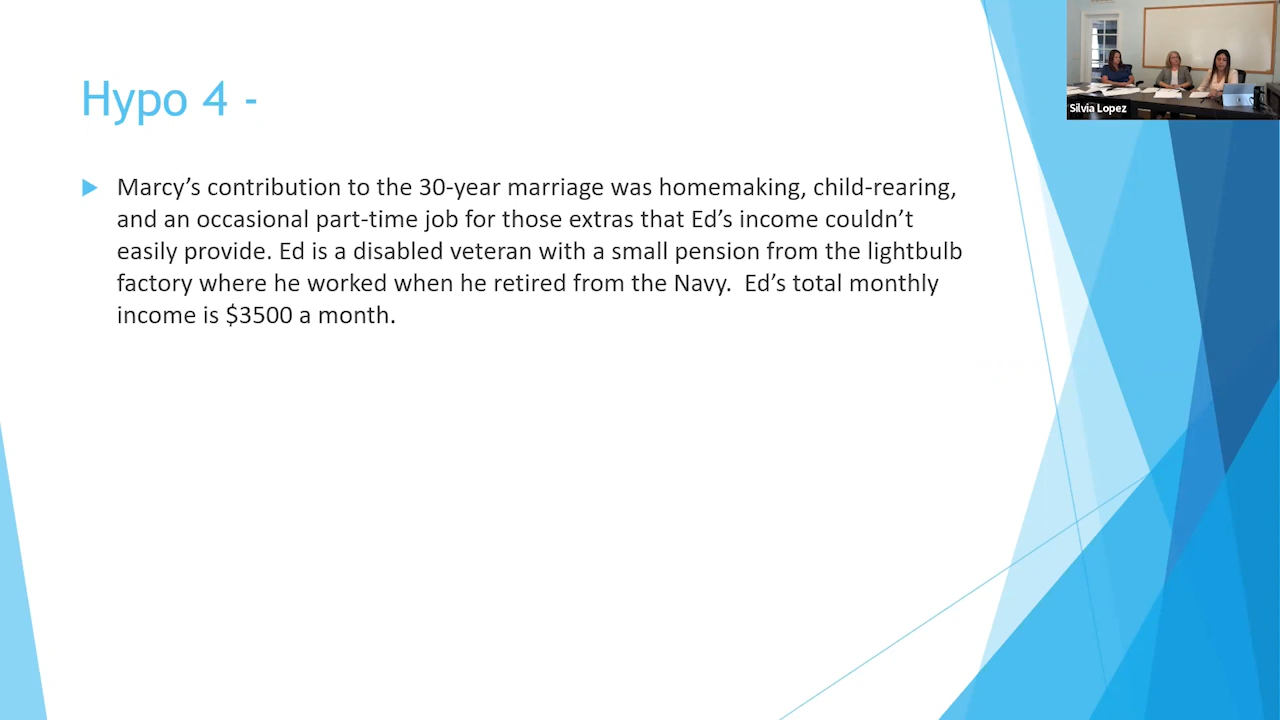 Hypo 4 -
Silvia Lopez
Marcy’s contribution to the 30-year marriage was homemaking, child-rearing,
and an occasional part-time job for those extras that Ed’s income couldn’t
easily provide. Ed is a disabled veteran with a small pension from the lightbulb
factory where he worked when he retired from the Navy.  Ed’s total monthly
income is $3500 a month.